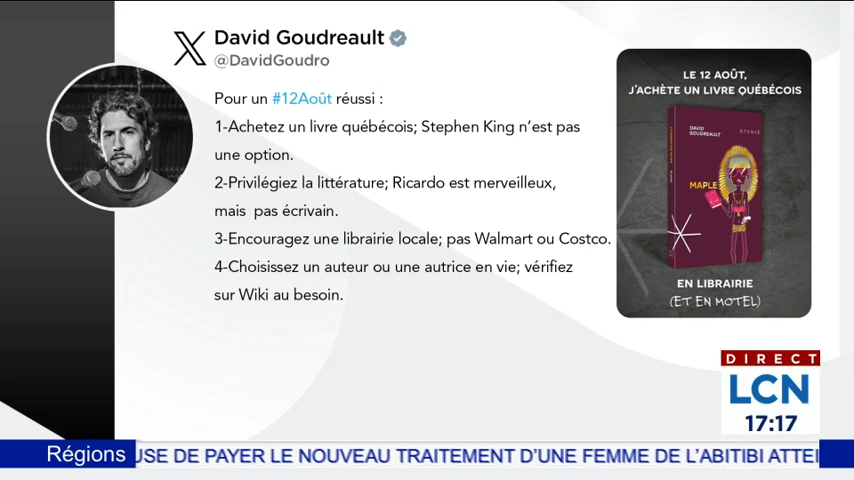 David Goudreault
@DavidGoudro
Pour un #12Août réussi :
1-Achetez un livre québécois; Stephen King n’est pas
une option.
2-Privilégiez la littérature; Ricardo est merveilleux,
mais pas écrivain.
3-Encouragez une librairie locale; pas Walmart ou Costco.
4-Choisissez un auteur ou une autrice en vie; vérifiez
sur Wiki au besoin.
LE 12 AOÛT,
J’ACHÈTE UN LIVRE QUÉBÉCOIS
DAVID
GOUDREAULT
STANKÉ
MAPLE
EN LIBRAIRIE
(ET EN MOTEL)
DIRECT
LCN
17:17
Régions
USE DE PAYER LE NOUVEAU TRAITEMENT D’UNE FEMME DE L’ABITIBI ATTEI